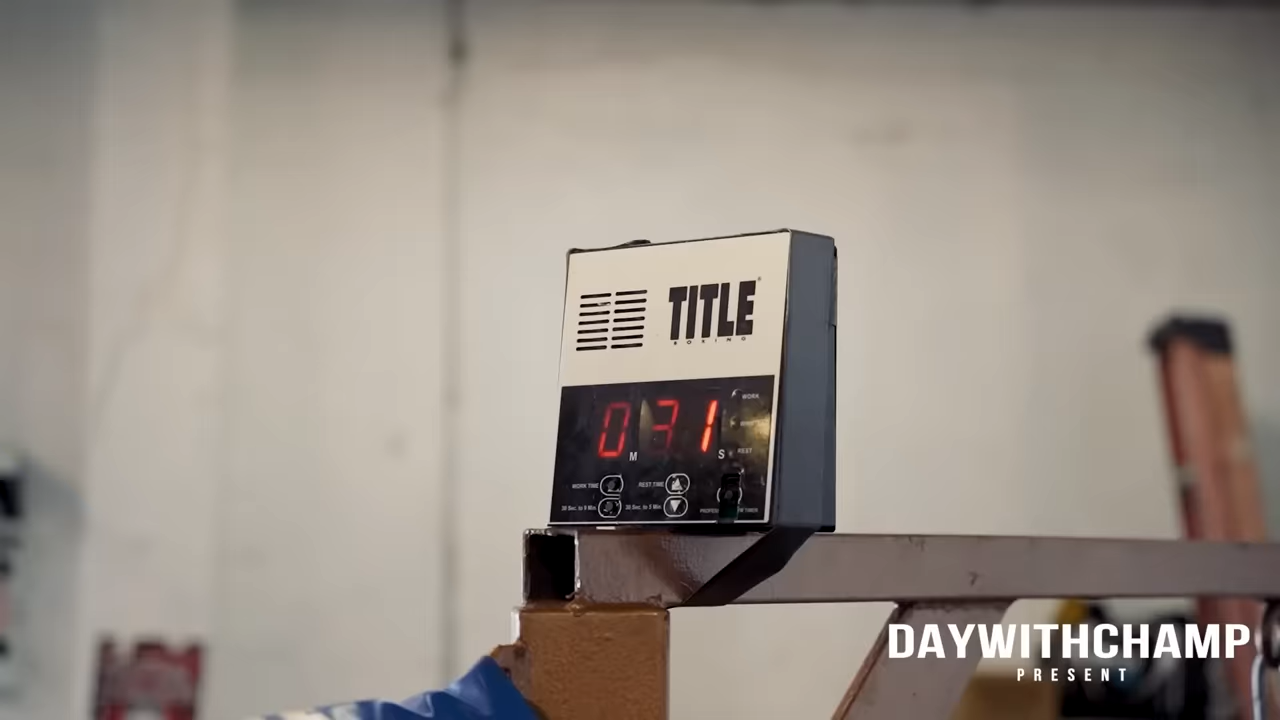 TITLE
BOXING
0 31
WORK
REST
M
S
WORK TIME
REST TIME
30 Sec. to 9 Min.
30 Sec. to 5 Min.
DAYWITHCHAMP
PRESENT